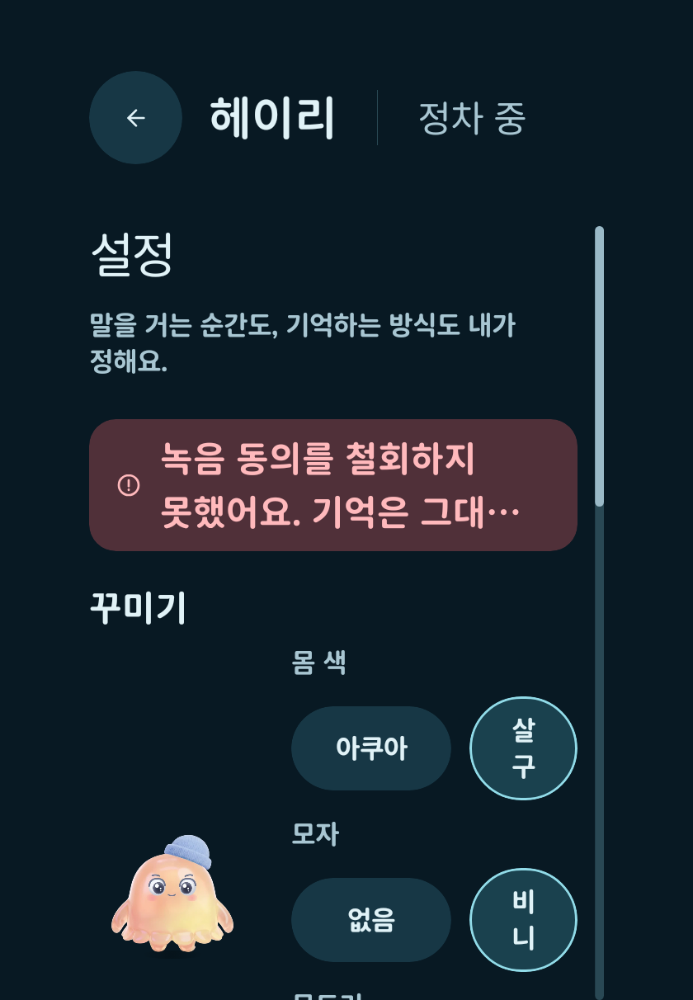 헤이리
정차 중
설정
말을 거는 순간도, 기억하는 방식도 내가
정해요.
녹음 동의를 철회하지
못했어요. 기억은 그대…
꾸미기
몸 색
아쿠아
살
구
모자
없음
비
니